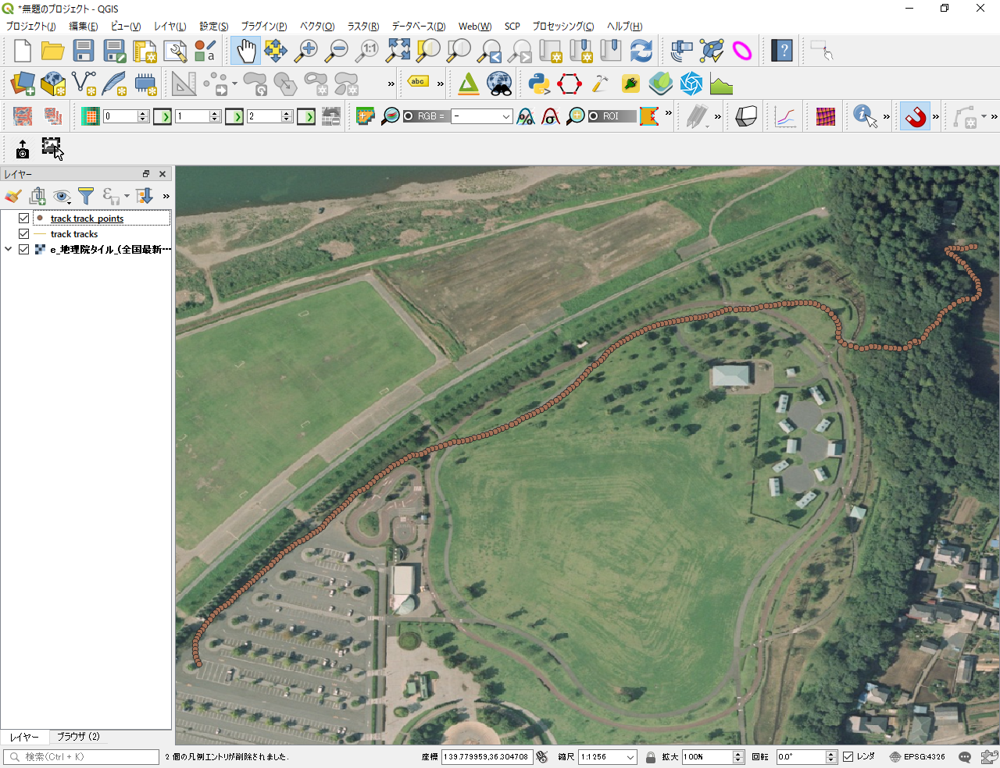 *無題のプロジェクト - QGIS
プロジェクト(J) 編集(E) ビュー(V) レイヤ(L) 設定(S) プラグイン(P) ベクタ(O) ラスタ(R) データベース(D) Web(W) SCP プロセッシング(C) ヘルプ(H)
1:1
a
?
» abc » 
0 1 2 RGB = - ROI » » » » »
レイヤー
»
track track_points
track tracks
e_地理院タイル_(全国最新…
レイヤー ブラウザ (2)
検索(Ctrl + K) 2 個の凡例エントリが削除されました. 座標 139.779959,36.304708 縮尺 1:1256 拡大 100% 回転 0.0° レンダ EPSG:4326